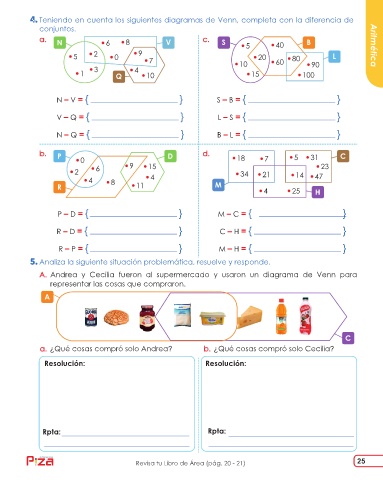 4. Teniendo en cuenta los siguientes diagramas de Venn, completa con la diferencia de
conjuntos.
Aritmética
a. N V Q
•6 •8
•5 •2 •0 •9
•7
•1 •3 •4
•10
N – V = { }
V – Q = { }
N – Q = { }
c. S B L
•5 •40
•20 •80
•10 •60 •90
•15 •100
S – B = { }
L – S = { }
B – L = { }
b. P D R
•0
•6 •9 •15
•2
•4 •8 •4
•11
P – D = { }
R – D = { }
R – P = { }
d. C M H
•18 •7 •5 •31
•23
•34 •21 •14 •47
•4 •25
M – C = { }
C – H = { }
M – H = { }
5. Analiza la siguiente situación problemática, resuelve y responde.
A. Andrea y Cecilia fueron al supermercado y usaron un diagrama de Venn para
representar las cosas que compraron.
A
C
a. ¿Qué cosas compró solo Andrea?
b. ¿Qué cosas compró solo Cecilia?
Resolución:
Resolución:
Rpta:
Rpta:
Piza
Revisa tu Libro de Área (pág. 20 - 21)
25